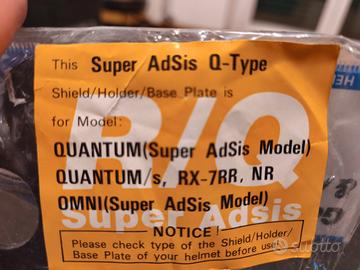 This Super AdSis Q-Type
Shield/Holder/Base Plate is
for Model:
R/Q
QUANTUM(Super AdSis Model)
QUANTUM/s, RX-7RR, NR
OMNI(Super AdSis Model)
Super Adsis
NOTICE!
Please check type of the Shield/Holder/
Base Plate of your helmet before use.
subito